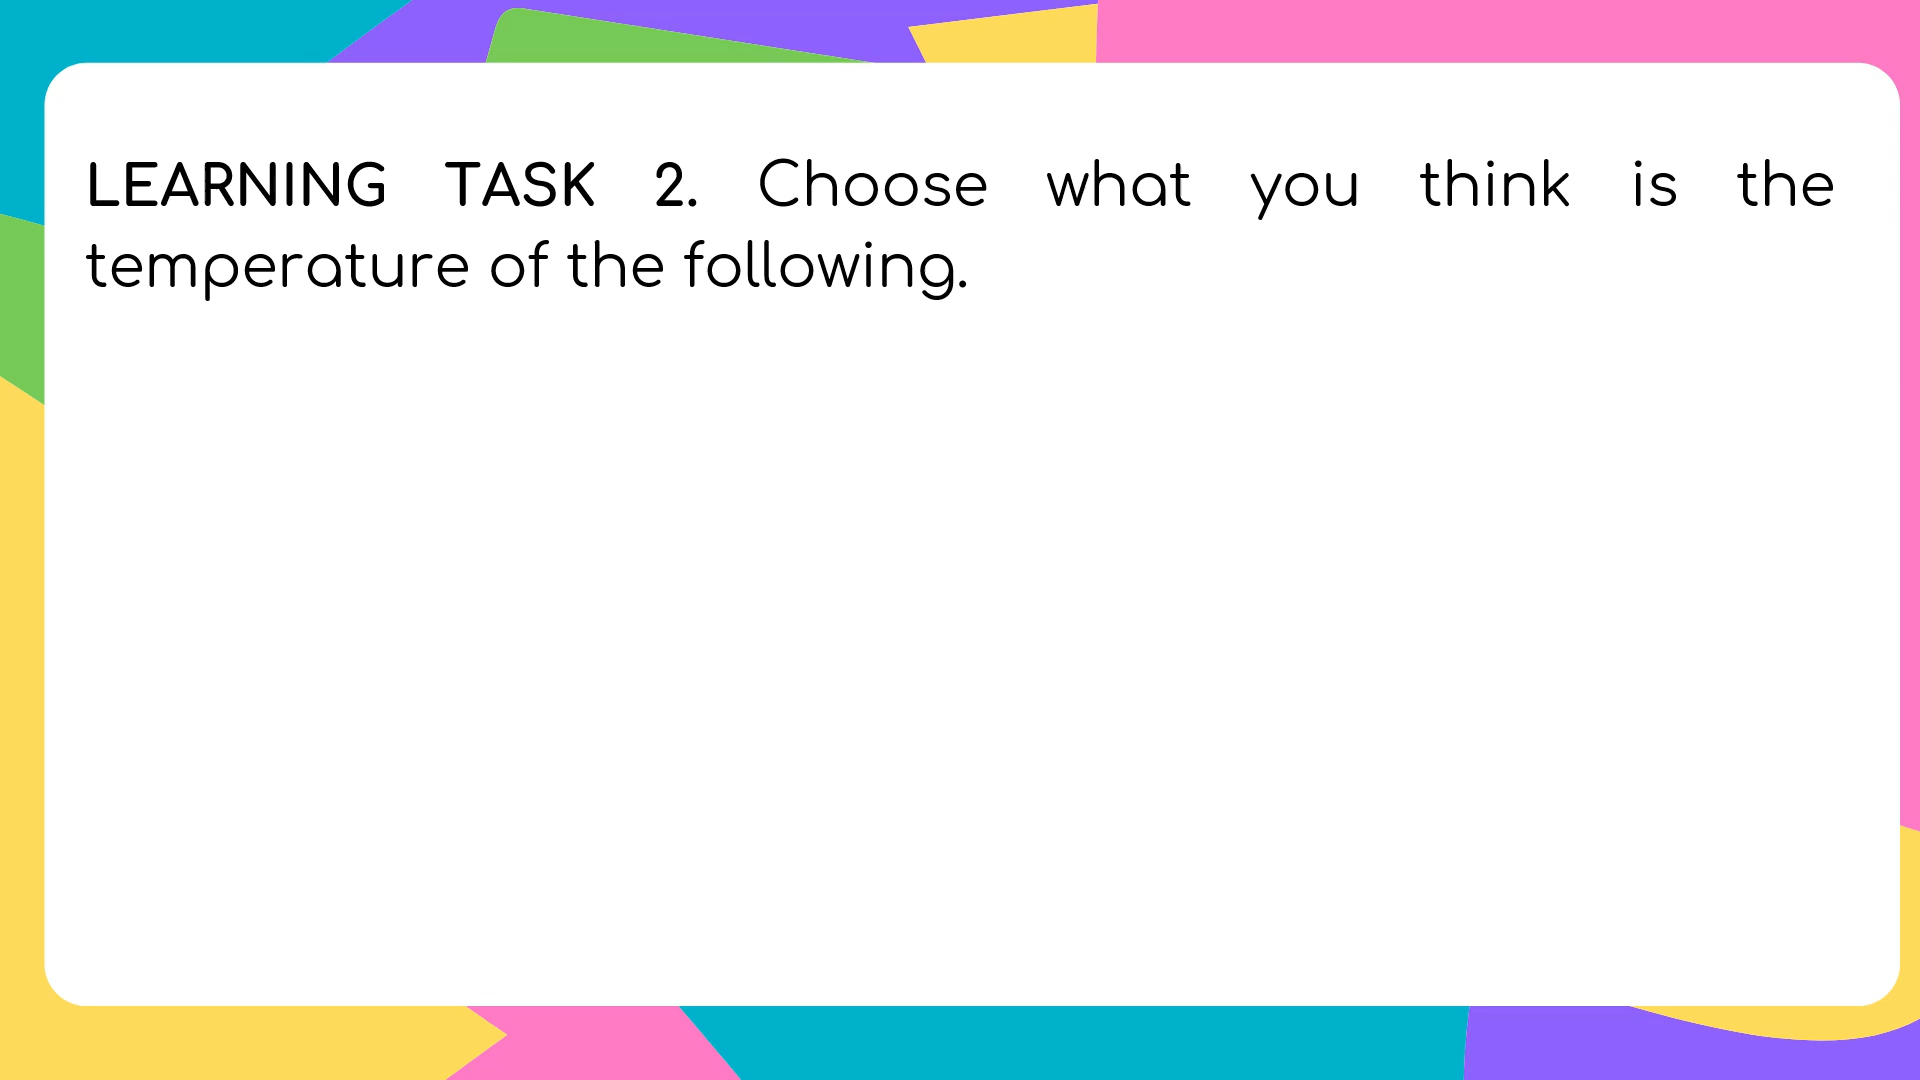 LEARNING TASK 2. Choose what you think is the
temperature of the following.